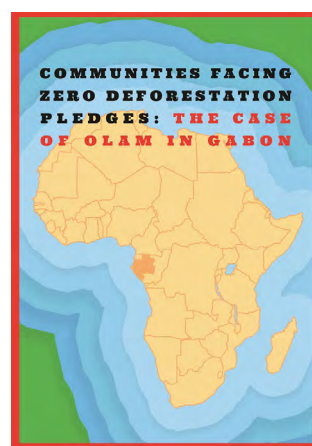 COMMUNITIES FACING
ZERO DEFORESTATION
PLEDGES: THE CASE
OF OLAM IN GABON